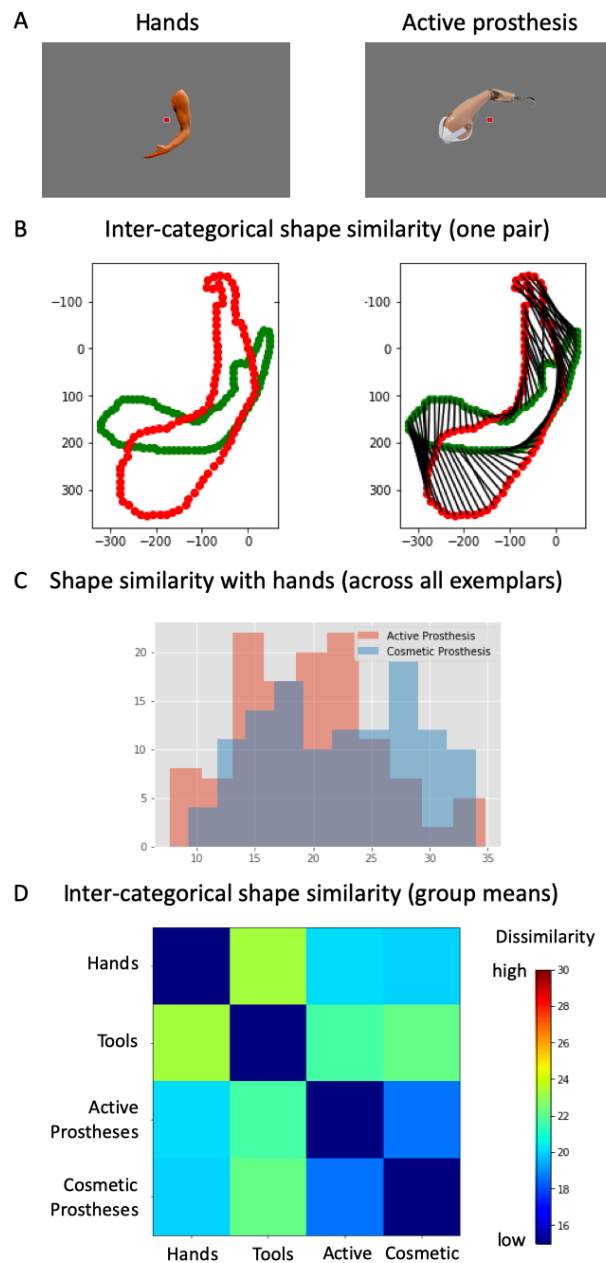 A
Hands
Active prosthesis
B Inter-categorical shape similarity (one pair)
-100
0
100
200
300
-300 -200 -100 0
-100
0
100
200
300
-300 -200 -100 0
C Shape similarity with hands (across all exemplars)
Active Prosthesis
Cosmetic Prosthesis
20
15
10
5
0
10 15 20 25 30 35
D Inter-categorical shape similarity (group means)
Hands
Tools
Active
Prostheses
Cosmetic
Prostheses
Hands Tools Active Cosmetic
Dissimilarity
high
low
30
28
26
24
22
20
18
16